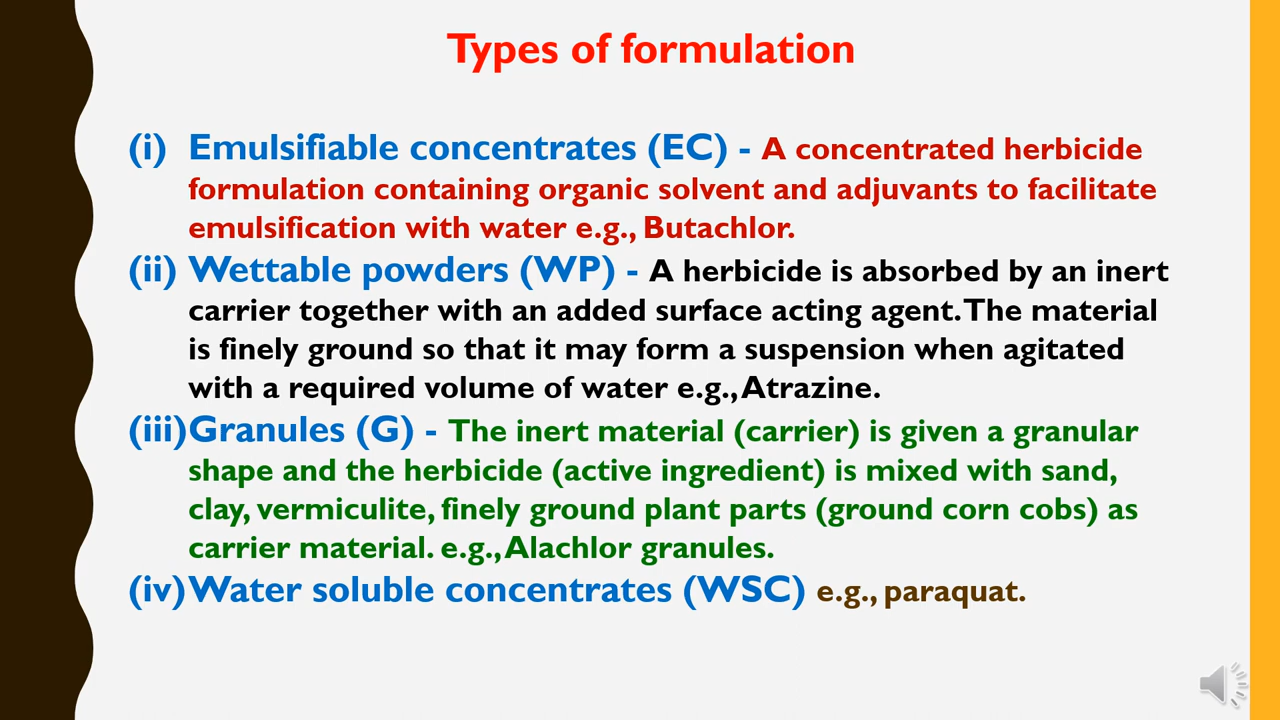 Types of formulation
(i) Emulsifiable concentrates (EC) - A concentrated herbicide
formulation containing organic solvent and adjuvants to facilitate
emulsification with water e.g., Butachlor.
(ii) Wettable powders (WP) - A herbicide is absorbed by an inert
carrier together with an added surface acting agent. The material
is finely ground so that it may form a suspension when agitated
with a required volume of water e.g., Atrazine.
(iii) Granules (G) - The inert material (carrier) is given a granular
shape and the herbicide (active ingredient) is mixed with sand,
clay, vermiculite, finely ground plant parts (ground corn cobs) as
carrier material. e.g., Alachlor granules.
(iv) Water soluble concentrates (WSC) e.g., paraquat.